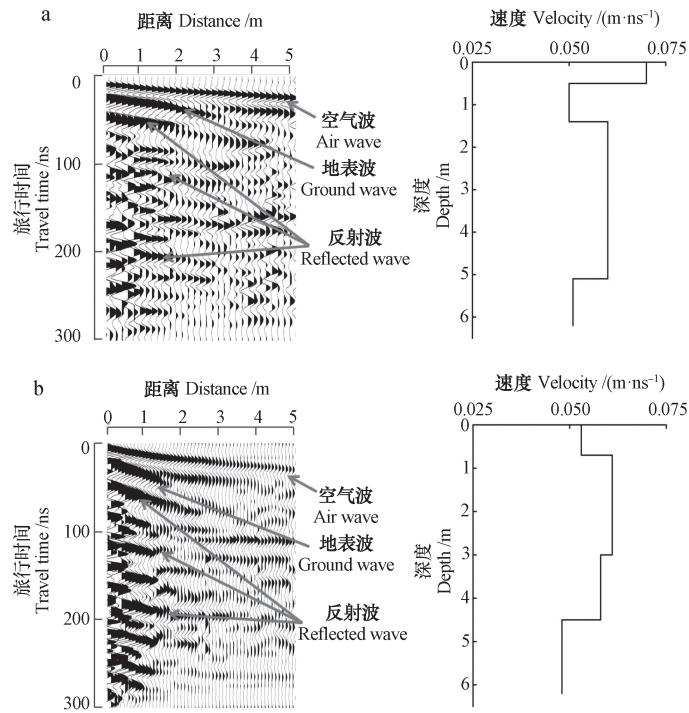 a
距离 Distance /m
0 1 2 3 4 5
旅行时间 /ns
Travel time /ns
0
100
200
300
空气波
Air wave
地表波
Ground wave
反射波
Reflected wave
速度 Velocity /(m·ns⁻¹)
0.025 0.050 0.075
深度
Depth /m
0
1
2
3
4
5
6
b
距离 Distance /m
0 1 2 3 4 5
旅行时间 /ns
Travel time /ns
0
100
200
300
空气波
Air wave
地表波
Ground wave
反射波
Reflected wave
速度 Velocity /(m·ns⁻¹)
0.025 0.050 0.075
深度
Depth /m
0
1
2
3
4
5
6